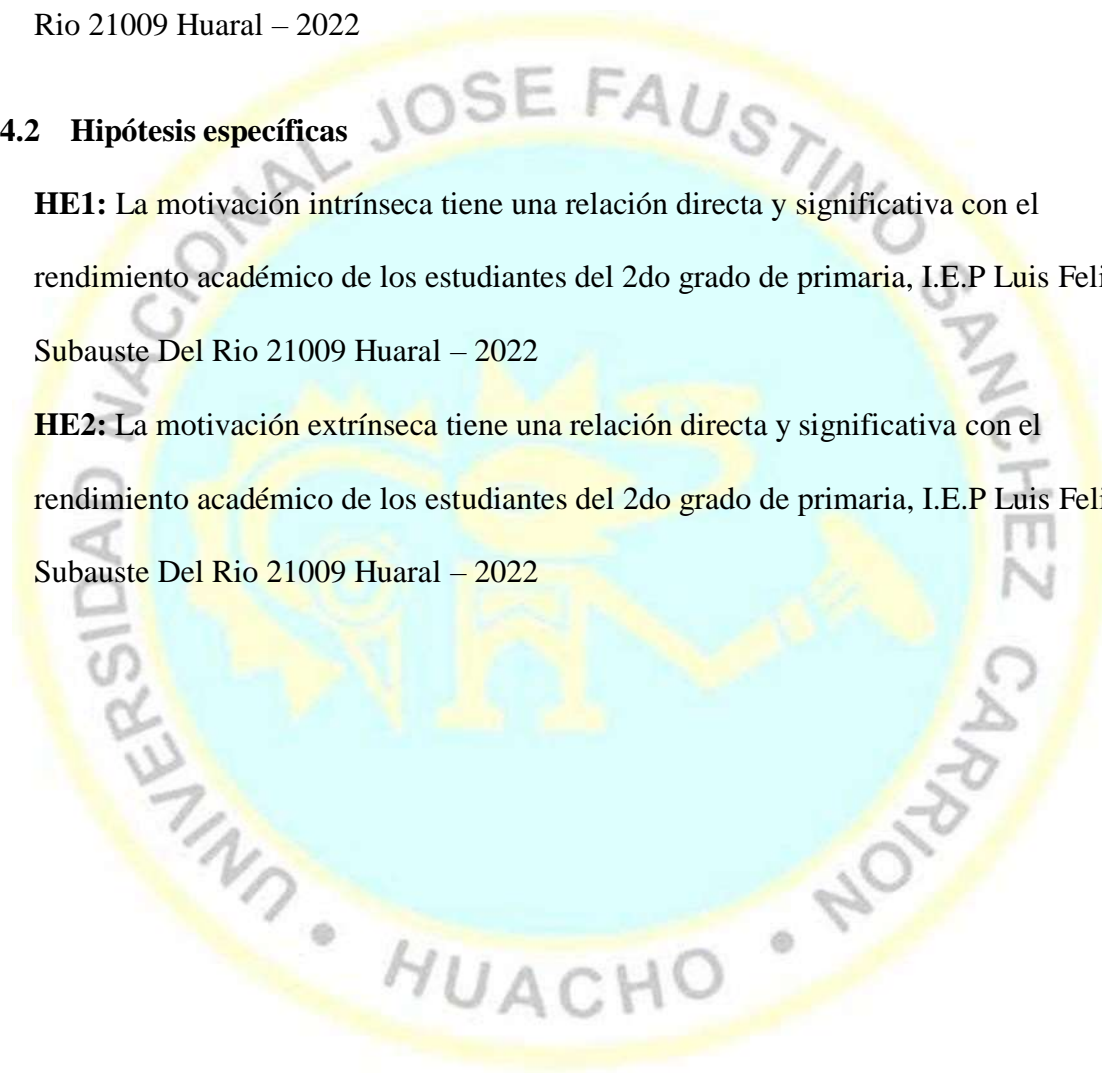 Rio 21009 Huaral – 2022
4.2 Hipótesis específicas
HE1: La motivación intrínseca tiene una relación directa y significativa con el
rendimiento académico de los estudiantes del 2do grado de primaria, I.E.P Luis Feli
Subauste Del Rio 21009 Huaral – 2022
HE2: La motivación extrínseca tiene una relación directa y significativa con el
rendimiento académico de los estudiantes del 2do grado de primaria, I.E.P Luis Feli
Subauste Del Rio 21009 Huaral – 2022
UNIVERSIDAD NACIONAL JOSE FAUSTINO SANCHEZ CARRION • HUACHO •